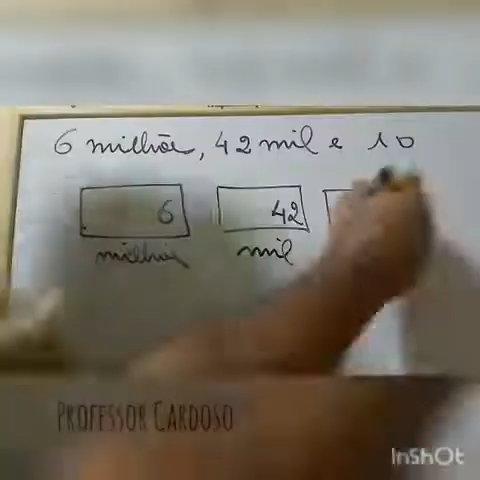 6 milhões, 42 mil e 10
6 42
milhões mil
PROFESSOR CARDOSO
InShOt